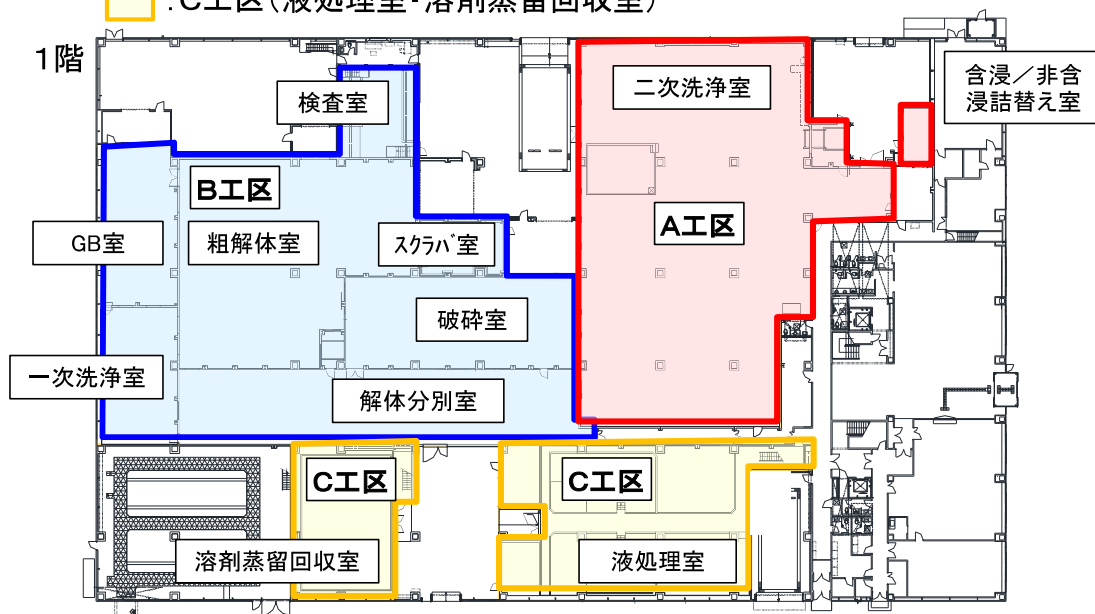 :C工区(液処理室・溶剤蒸留回収室)
1階
二次洗浄室
含浸/非含
浸詰替え室
検査室
B工区
A工区
GB室
粗解体室
スクラバ室
破砕室
一次洗浄室
解体分別室
C工区
C工区
溶剤蒸留回収室
液処理室